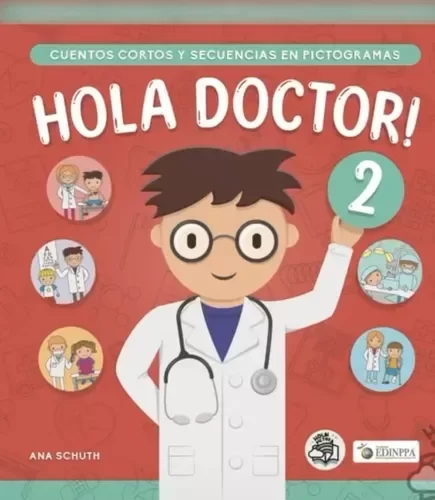 CUENTOS CORTOS Y SECUENCIAS EN PICTOGRAMAS
HOLA DOCTOR!
2
ANA SCHUTH
EDINPPA